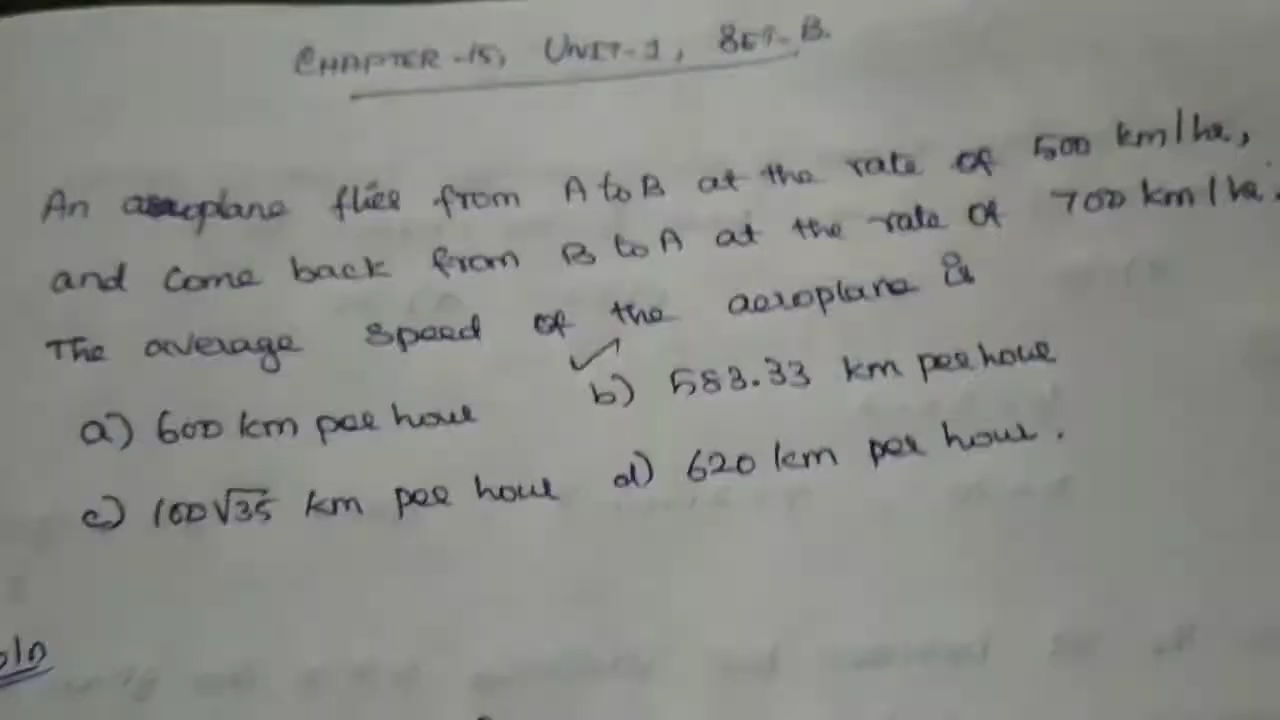 CHAPTER-15, UNIT-1, SET-B.
An aeroplane flies from A to B at the rate of 500 km/hr,
and come back from B to A at the rate of 700 km/hr.
The average speed of the aeroplane is
a) 600 km per hour b) 583.33 km per hour
c) 100√35 km per hour d) 620 km per hour.